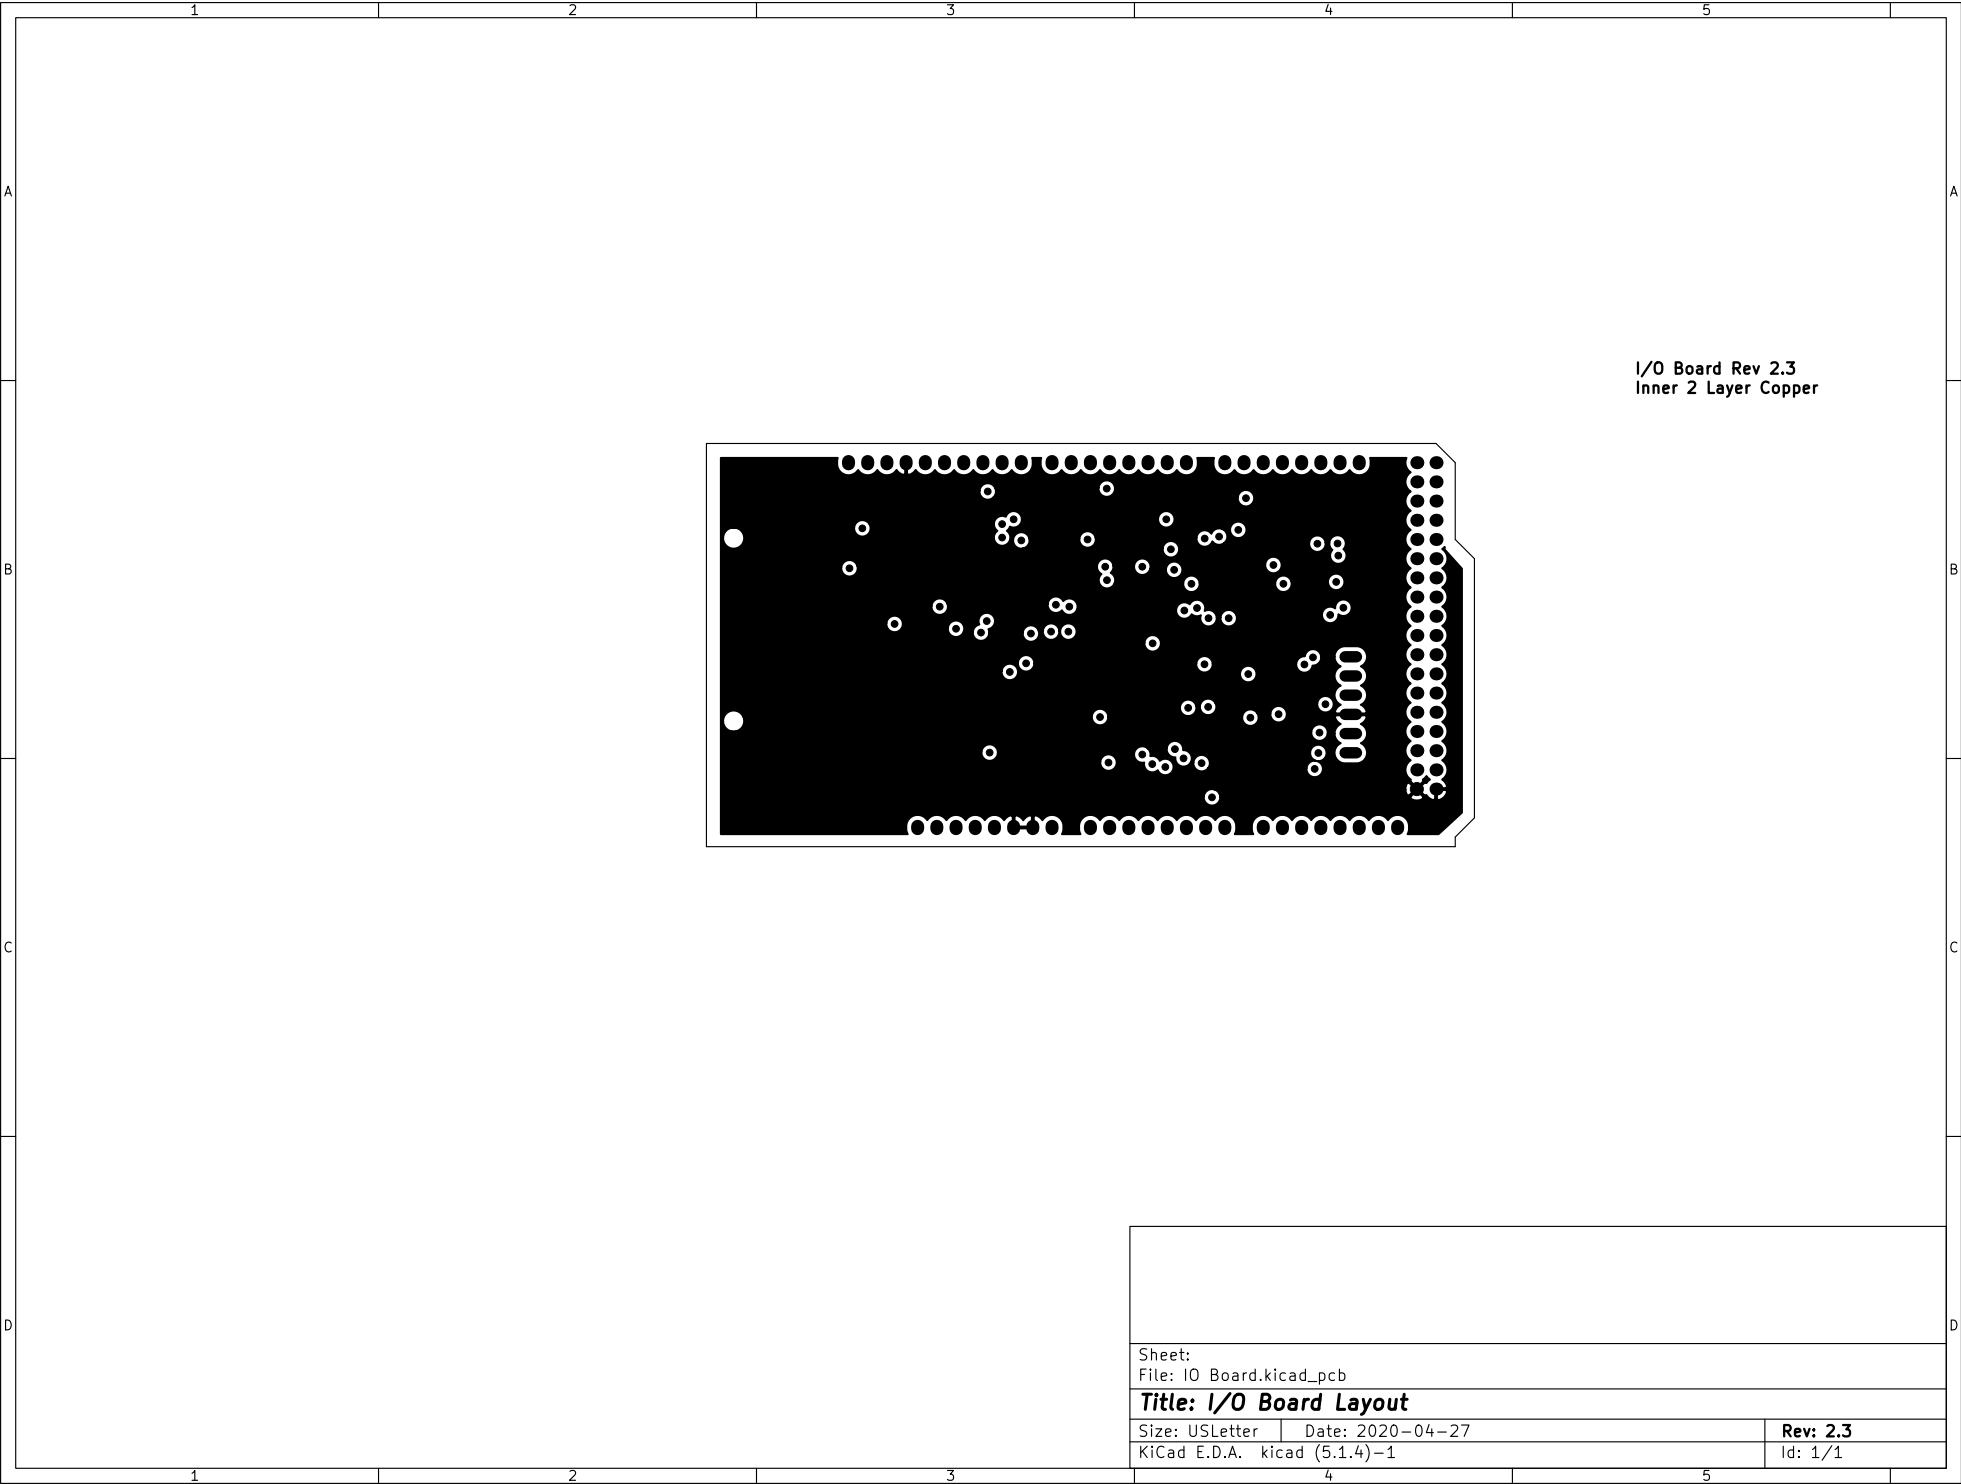 1 2 3 4 5
A A
I/O Board Rev 2.3
Inner 2 Layer Copper
B B
C C
D D
Sheet:
File: IO Board.kicad_pcb
Title: I/O Board Layout
Size: USLetter Date: 2020-04-27 Rev: 2.3
KiCad E.D.A. kicad (5.1.4)-1 Id: 1/1
1 2 3 4 5